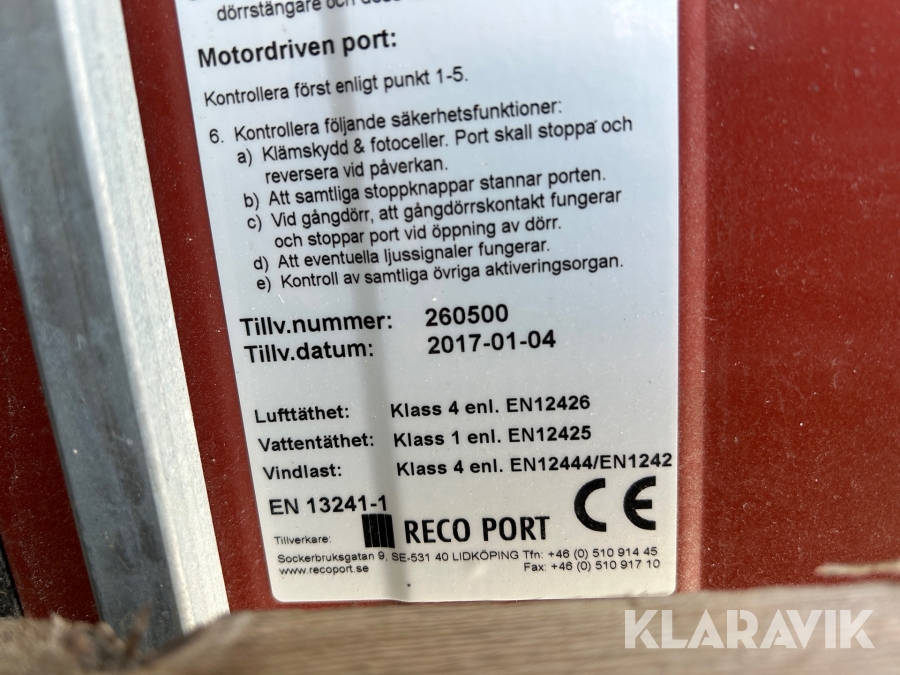 dörrstängare och
Motordriven port:
Kontrollera först enligt punkt 1-5.
6. Kontrollera följande säkerhetsfunktioner:
a) Klämskydd & fotoceller. Port skall stoppa och
reversera vid påverkan.
b) Att samtliga stoppknappar stannar porten.
c) Vid gångdörr, att gångdörrskontakt fungerar
och stoppar port vid öppning av dörr.
d) Att eventuella ljussignaler fungerar.
e) Kontroll av samtliga övriga aktiveringsorgan.
Tillv.nummer: 260500
Tillv.datum: 2017-01-04
Lufttäthet: Klass 4 enl. EN12426
Vattentäthet: Klass 1 enl. EN12425
Vindlast: Klass 4 enl. EN12444/EN1242
EN 13241-1
CE
Tillverkare: RECO PORT
Sockerbruksgatan 9, SE-531 40 LIDKÖPING Tfn: +46 (0) 510 914 45
www.recoport.se Fax: +46 (0) 510 917 10
KLARAVIK